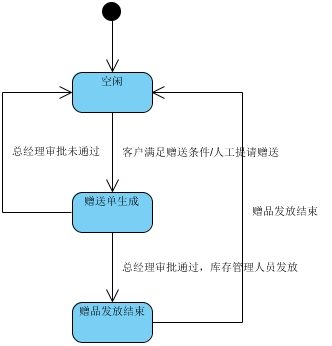 空闲
总经理审批未通过
客户满足赠送条件/人工提请赠送
赠送单生成
赠品发放结束
总经理审批通过，库存管理人员发放
赠品发放结束